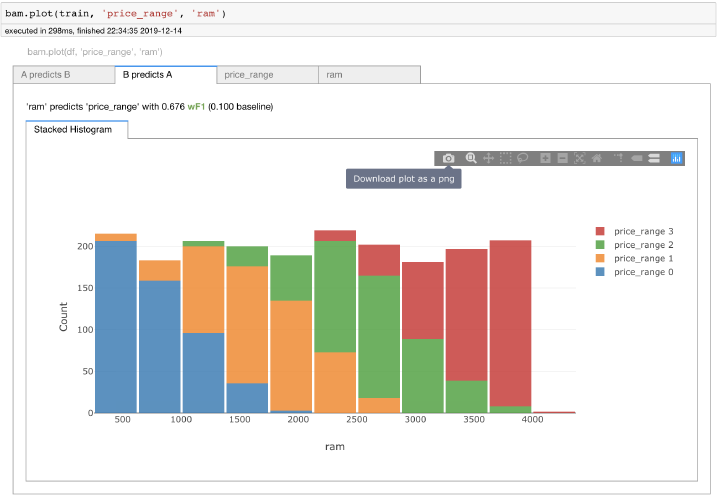 bam.plot(train, 'price_range', 'ram')
executed in 298ms, finished 22:34:35 2019-12-14
bam.plot(df, 'price_range', 'ram')
A predicts B
B predicts A
price_range
ram
'ram' predicts 'price_range' with 0.676 wF1 (0.100 baseline)
Stacked Histogram
Download plot as a png
price_range 3
price_range 2
price_range 1
price_range 0
Count
200
150
100
50
0
500 1000 1500 2000 2500 3000 3500 4000
ram